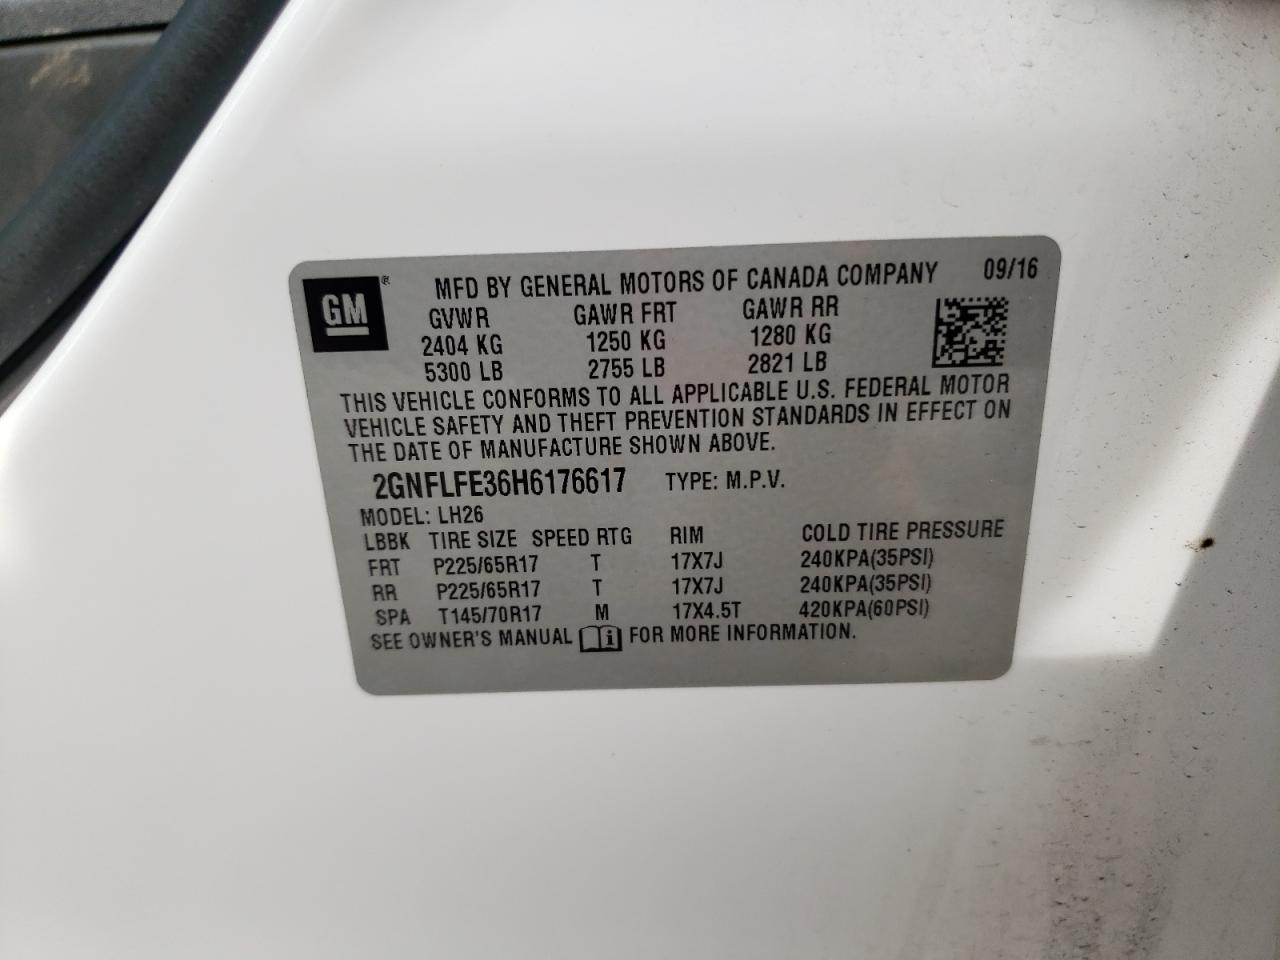 GM ® MFD BY GENERAL MOTORS OF CANADA COMPANY 09/16
GVWR GAWR FRT GAWR RR
2404 KG 1250 KG 1280 KG
5300 LB 2755 LB 2821 LB
THIS VEHICLE CONFORMS TO ALL APPLICABLE U.S. FEDERAL MOTOR
VEHICLE SAFETY AND THEFT PREVENTION STANDARDS IN EFFECT ON
THE DATE OF MANUFACTURE SHOWN ABOVE.
2GNFLFE36H6176617 TYPE: M.P.V.
MODEL: LH26
LBBK TIRE SIZE SPEED RTG RIM COLD TIRE PRESSURE
FRT P225/65R17 T 17X7J 240KPA(35PSI)
RR P225/65R17 T 17X7J 240KPA(35PSI)
SPA T145/70R17 M 17X4.5T 420KPA(60PSI)
SEE OWNER'S MANUAL i FOR MORE INFORMATION.